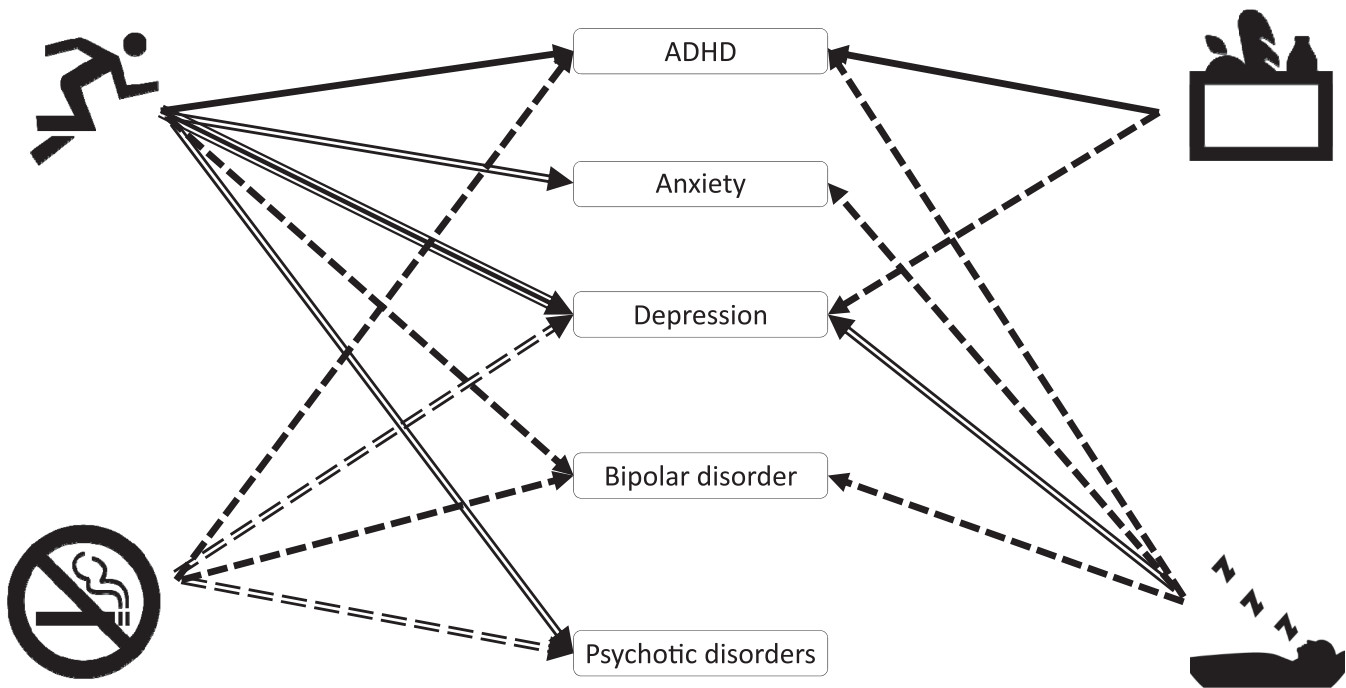 ADHD
Anxiety
Depression
Bipolar disorder
Psychotic disorders
z
z
z